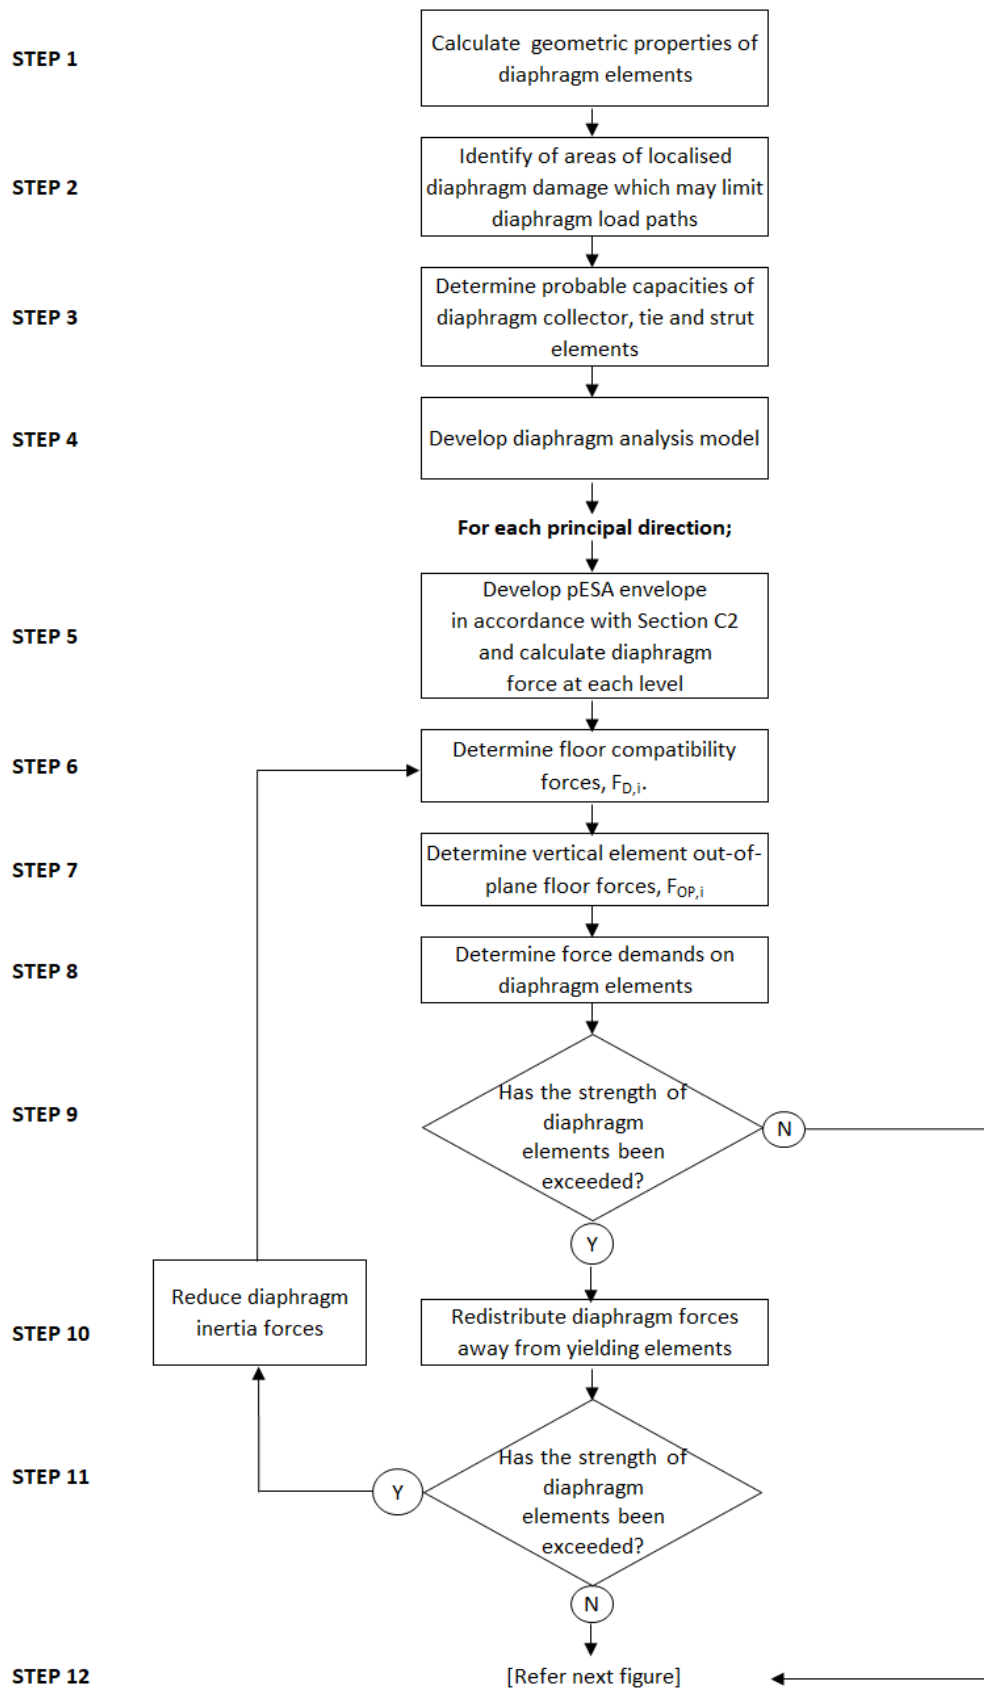 STEP 1
Calculate geometric properties of
diaphragm elements
STEP 2
Identify of areas of localised
diaphragm damage which may limit
diaphragm load paths
STEP 3
Determine probable capacities of
diaphragm collector, tie and strut
elements
STEP 4
Develop diaphragm analysis model
For each principal direction;
STEP 5
Develop pESA envelope
in accordance with Section C2
and calculate diaphragm
force at each level
STEP 6
Determine floor compatibility
forces, F_D,i.
STEP 7
Determine vertical element out-of-
plane floor forces, F_OP,i
STEP 8
Determine force demands on
diaphragm elements
STEP 9
Has the strength of
diaphragm
elements been
exceeded?
N
Y
Reduce diaphragm
inertia forces
STEP 10
Redistribute diaphragm forces
away from yielding elements
STEP 11
Has the strength of
diaphragm
elements been
exceeded?
Y
N
STEP 12
[Refer next figure]